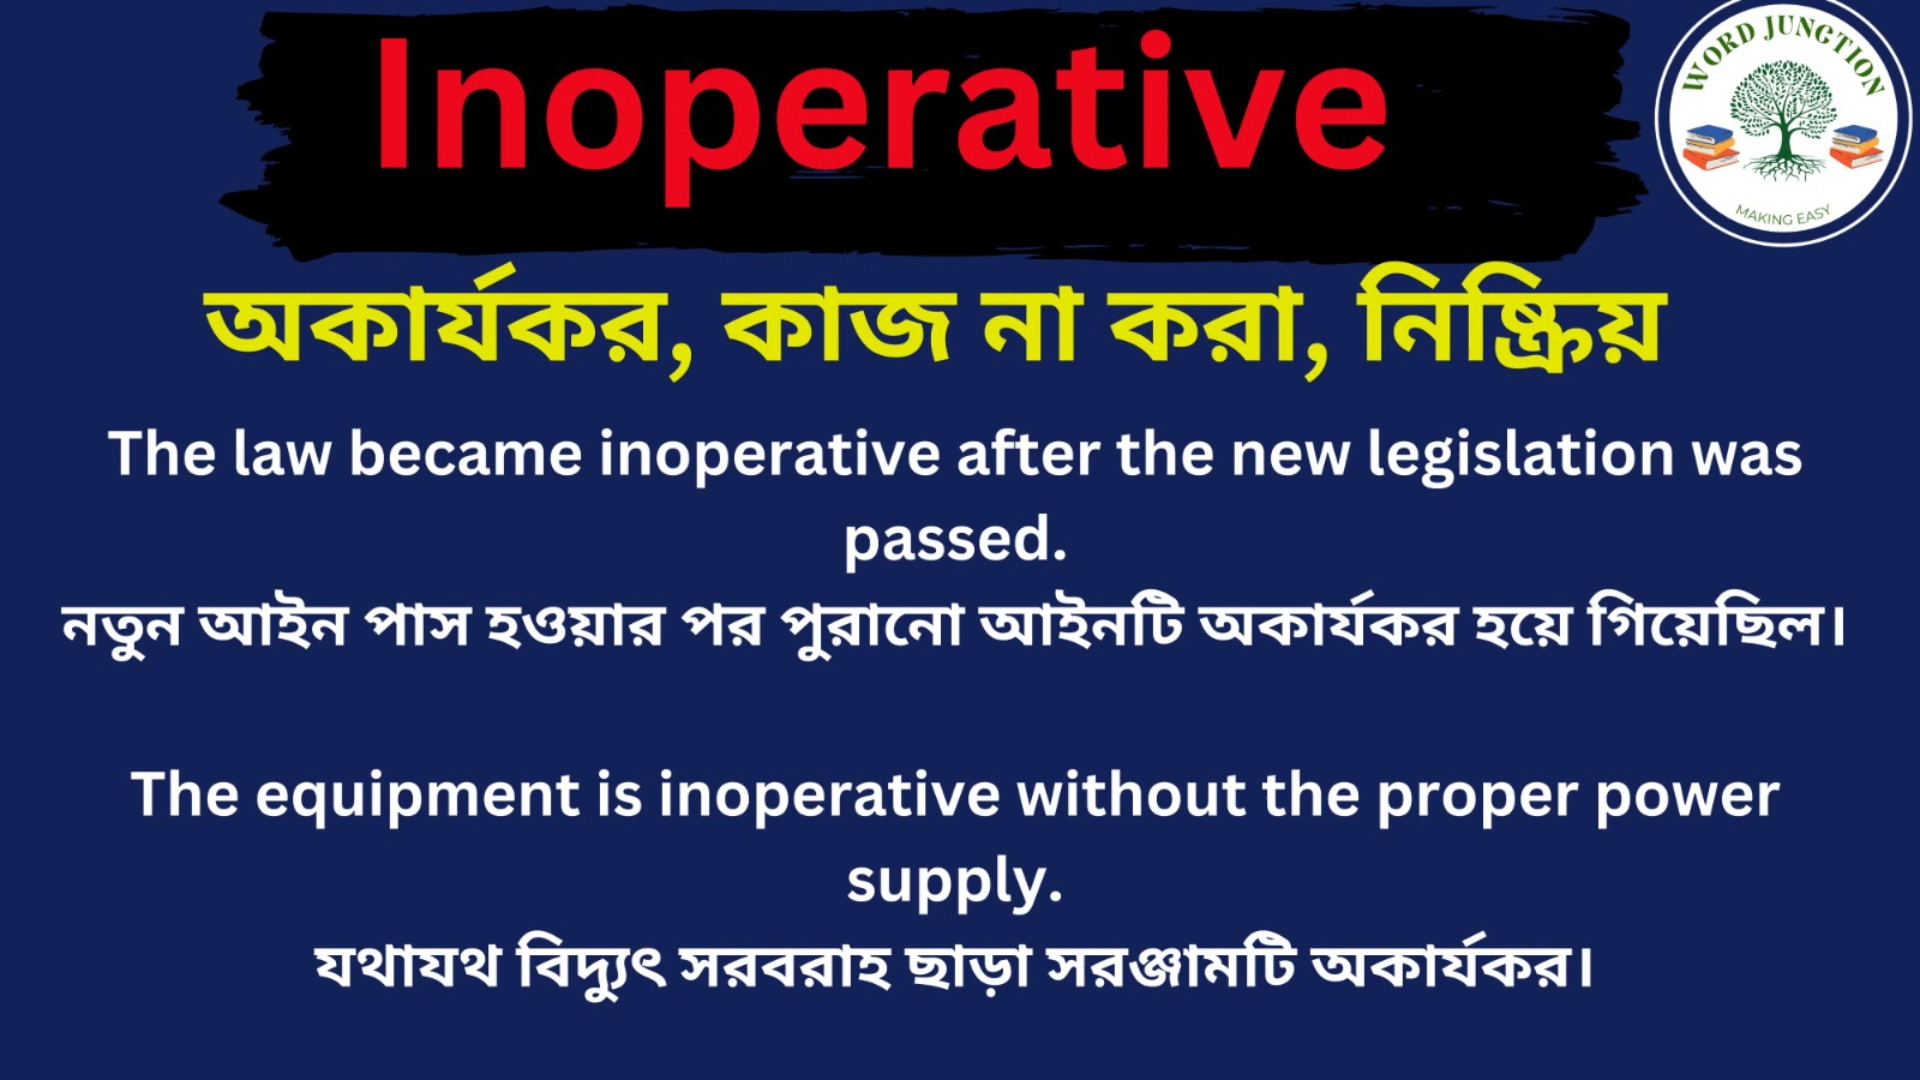 Inoperative
WORD JUNCTION
MAKING EASY
অকার্যকর, কাজ না করা, নিষ্ক্রিয়
The law became inoperative after the new legislation was
passed.
নতুন আইন পাস হওয়ার পর পুরানো আইনটি অকার্যকর হয়ে গিয়েছিল।
The equipment is inoperative without the proper power
supply.
যথাযথ বিদ্যুৎ সরবরাহ ছাড়া সরঞ্জামটি অকার্যকর।